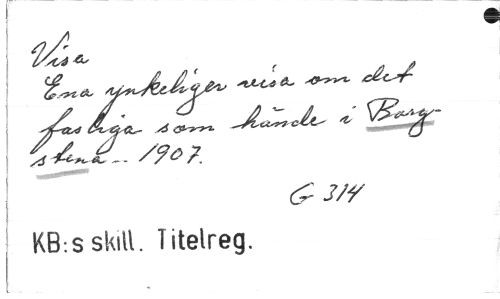 Visa
Ena ynkeliger visa om det
fasliga som hände i Borg-
stena.. 1907.
G 314
KB:s skill. Titelreg.